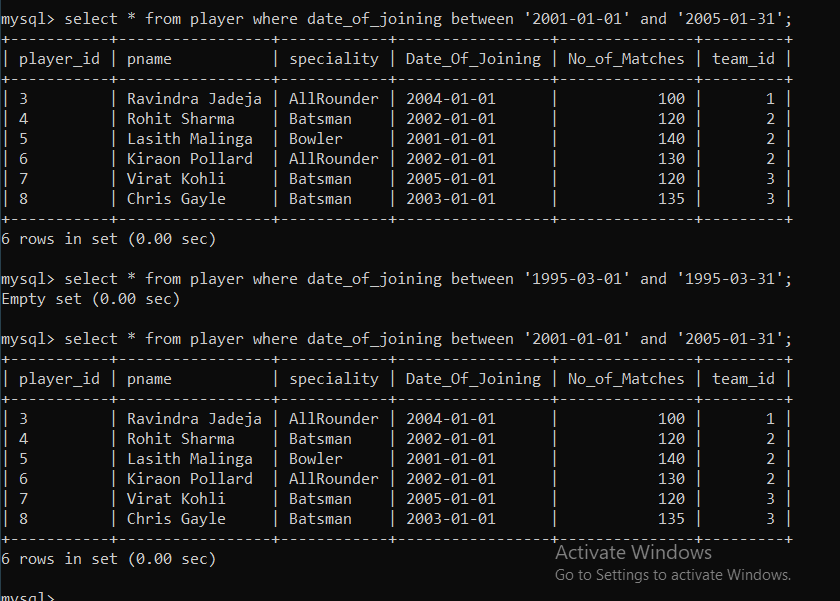 mysql> select * from player where date_of_joining between '2001-01-01' and '2005-01-31';
+-----------+-----------------+------------+-----------------+---------------+---------+
| player_id | pname           | speciality | Date_Of_Joining | No_of_Matches | team_id |
+-----------+-----------------+------------+-----------------+---------------+---------+
| 3         | Ravindra Jadeja | AllRounder | 2004-01-01      |           100 |       1 |
| 4         | Rohit Sharma    | Batsman    | 2002-01-01      |           120 |       2 |
| 5         | Lasith Malinga  | Bowler     | 2001-01-01      |           140 |       2 |
| 6         | Kiraon Pollard  | AllRounder | 2002-01-01      |           130 |       2 |
| 7         | Virat Kohli     | Batsman    | 2005-01-01      |           120 |       3 |
| 8         | Chris Gayle     | Batsman    | 2003-01-01      |           135 |       3 |
+-----------+-----------------+------------+-----------------+---------------+---------+
6 rows in set (0.00 sec)
mysql> select * from player where date_of_joining between '1995-03-01' and '1995-03-31';
Empty set (0.00 sec)
mysql> select * from player where date_of_joining between '2001-01-01' and '2005-01-31';
+-----------+-----------------+------------+-----------------+---------------+---------+
| player_id | pname           | speciality | Date_Of_Joining | No_of_Matches | team_id |
+-----------+-----------------+------------+-----------------+---------------+---------+
| 3         | Ravindra Jadeja | AllRounder | 2004-01-01      |           100 |       1 |
| 4         | Rohit Sharma    | Batsman    | 2002-01-01      |           120 |       2 |
| 5         | Lasith Malinga  | Bowler     | 2001-01-01      |           140 |       2 |
| 6         | Kiraon Pollard  | AllRounder | 2002-01-01      |           130 |       2 |
| 7         | Virat Kohli     | Batsman    | 2005-01-01      |           120 |       3 |
| 8         | Chris Gayle     | Batsman    | 2003-01-01      |           135 |       3 |
+-----------+-----------------+------------+-----------------+---------------+---------+
6 rows in set (0.00 sec)
Activate Windows
Go to Settings to activate Windows.
mysql>